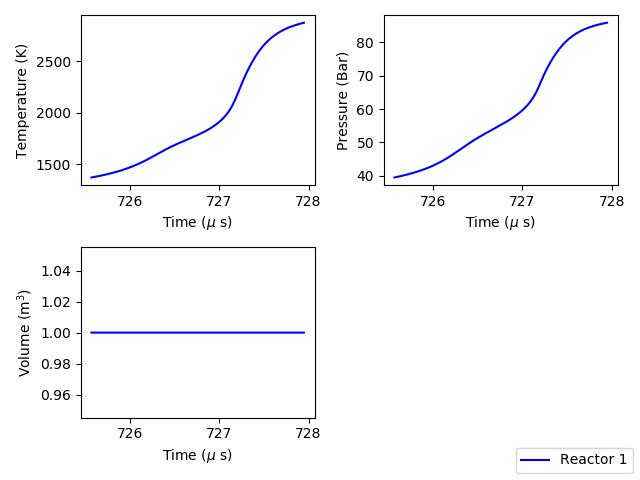 Temperature (K)
2500
2000
1500
726 727 728
Time (μ s)
Pressure (Bar)
80
70
60
50
40
726 727 728
Time (μ s)
Volume (m³)
1.04
1.02
1.00
0.98
0.96
726 727 728
Time (μ s)
Reactor 1